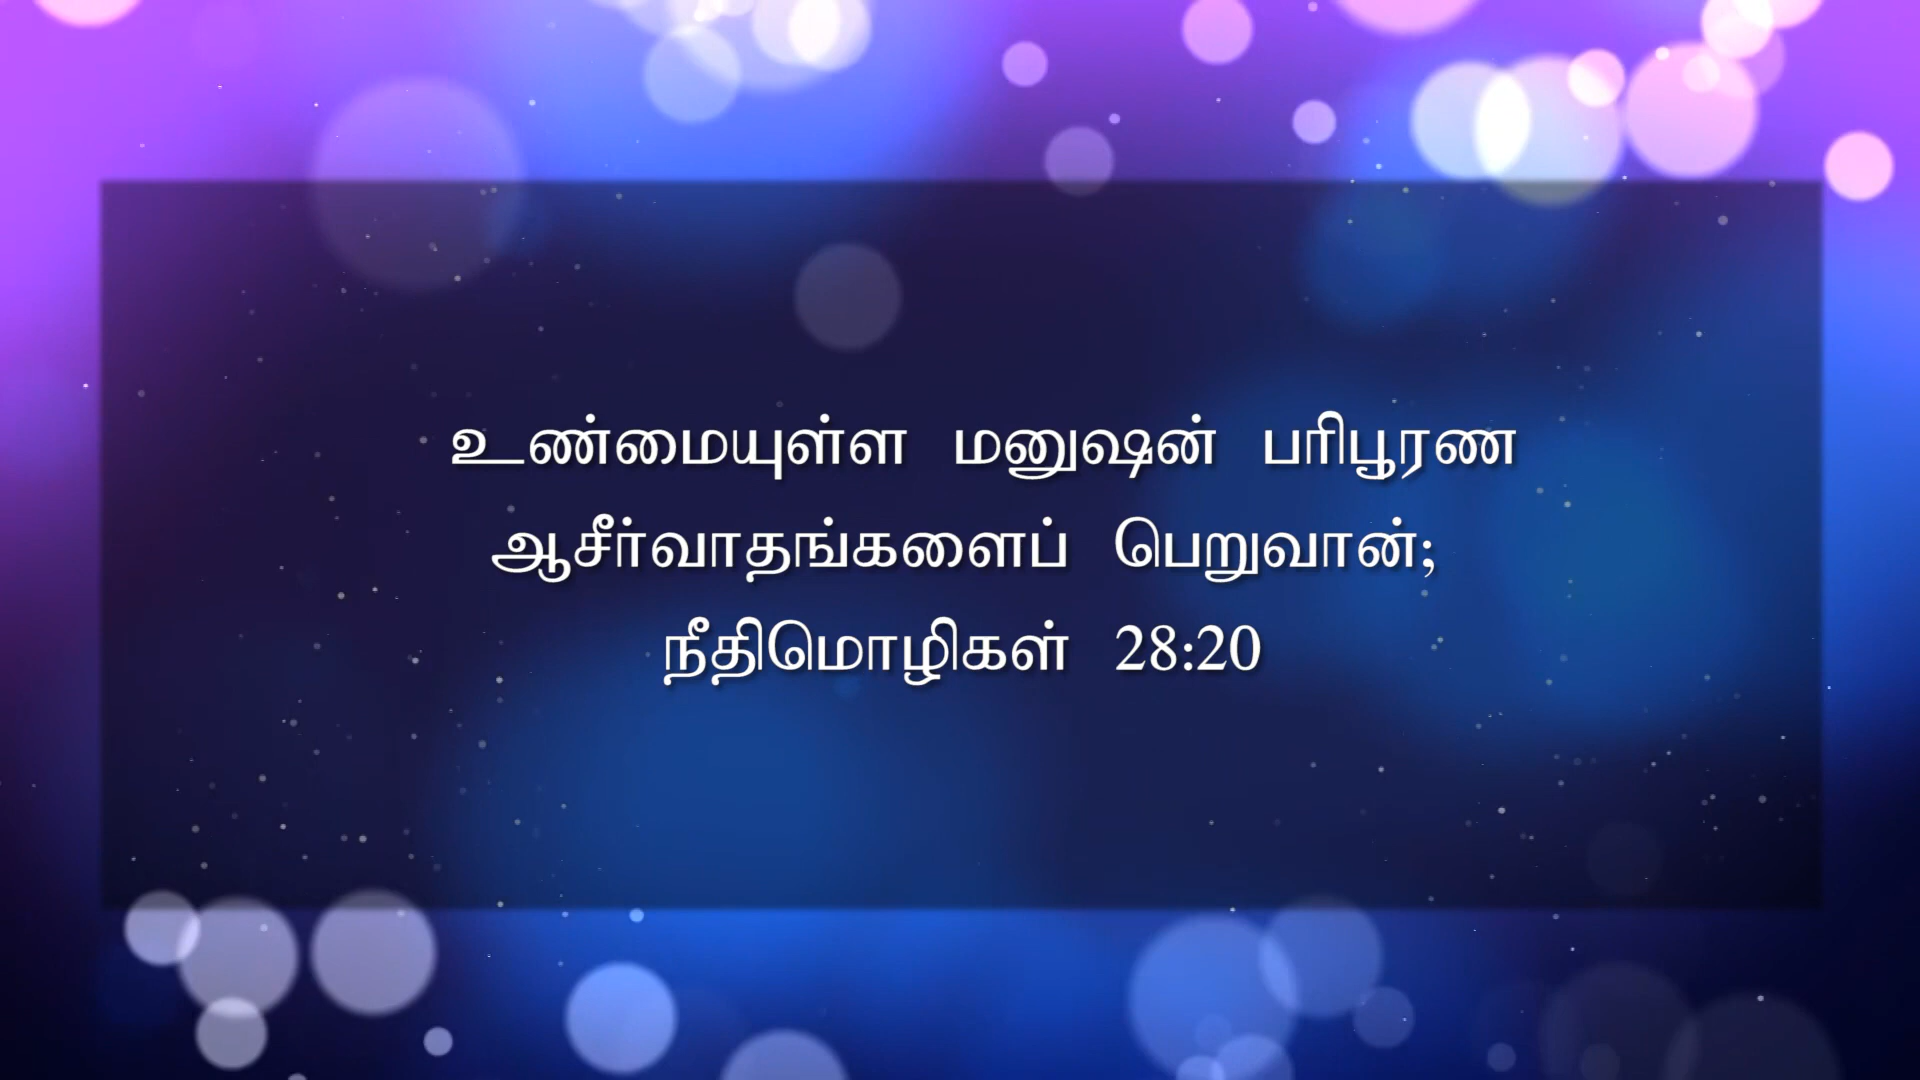 உண்மையுள்ள மனுஷன் பரிபூரண
ஆசீர்வாதங்களைப் பெறுவான்;
நீதிமொழிகள் 28:20